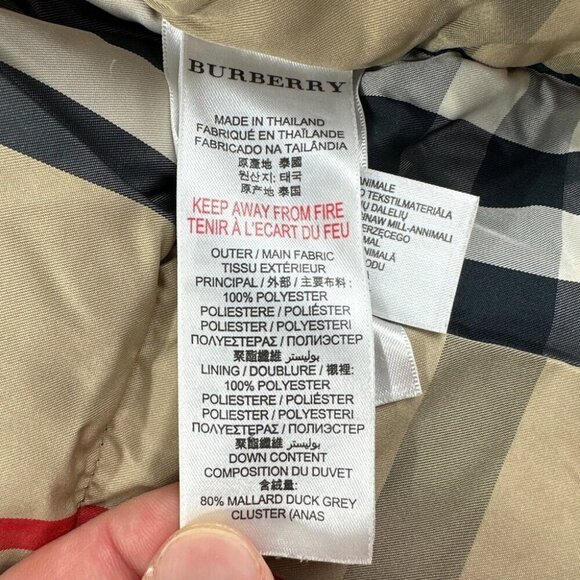 BURBERRY
MADE IN THAILAND
FABRIQUÉ EN THAÏLANDE
FABRICADO NA TAILÂNDIA
原產地 泰國
원산지: 태국
原产地 泰国
KEEP AWAY FROM FIRE
TENIR À L'ECART DU FEU
OUTER / MAIN FABRIC
TISSU EXTÉRIEUR
PRINCIPAL / 外部 / 主要布料:
100% POLYESTER
POLIESTERE / POLIÉSTER
POLIESTER / POLYESTERI
ΠΟΛΥΕΣΤΕΡΑΣ / ПОЛИЭСТЕР
聚酯纖維 بوليستر
LINING / DOUBLURE / 襯裡:
100% POLYESTER
POLIESTERE / POLIÉSTER
POLIESTER / POLYESTERI
ΠΟΛΥΕΣΤΕΡΑΣ / ПОЛИЭСТЕР
聚酯纖維 بوليستر
DOWN CONTENT
COMPOSITION DU DUVET
含絨量:
80% MALLARD DUCK GREY
CLUSTER (ANAS
ANIMALE
TEKSTILMATERIĀLA
DALELIŲ
MILL-ANNIMALI
ZWIERZĘCEGO
ANIMALĂ